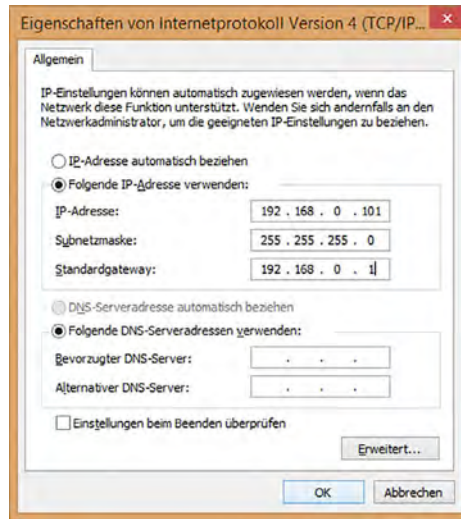 Eigenschaften von Internetprotokoll Version 4 (TCP/IP...
Allgemein
IP-Einstellungen können automatisch zugewiesen werden, wenn das
Netzwerk diese Funktion unterstützt. Wenden Sie sich andernfalls an den
Netzwerkadministrator, um die geeigneten IP-Einstellungen zu beziehen.
IP-Adresse automatisch beziehen
Folgende IP-Adresse verwenden:
IP-Adresse: 192 . 168 . 0 . 101
Subnetzmaske: 255 . 255 . 255 . 0
Standardgateway: 192 . 168 . 0 . 1
DNS-Serveradresse automatisch beziehen
Folgende DNS-Serveradressen verwenden:
Bevorzugter DNS-Server: . . .
Alternativer DNS-Server: . . .
Einstellungen beim Beenden überprüfen
Erweitert...
OK Abbrechen